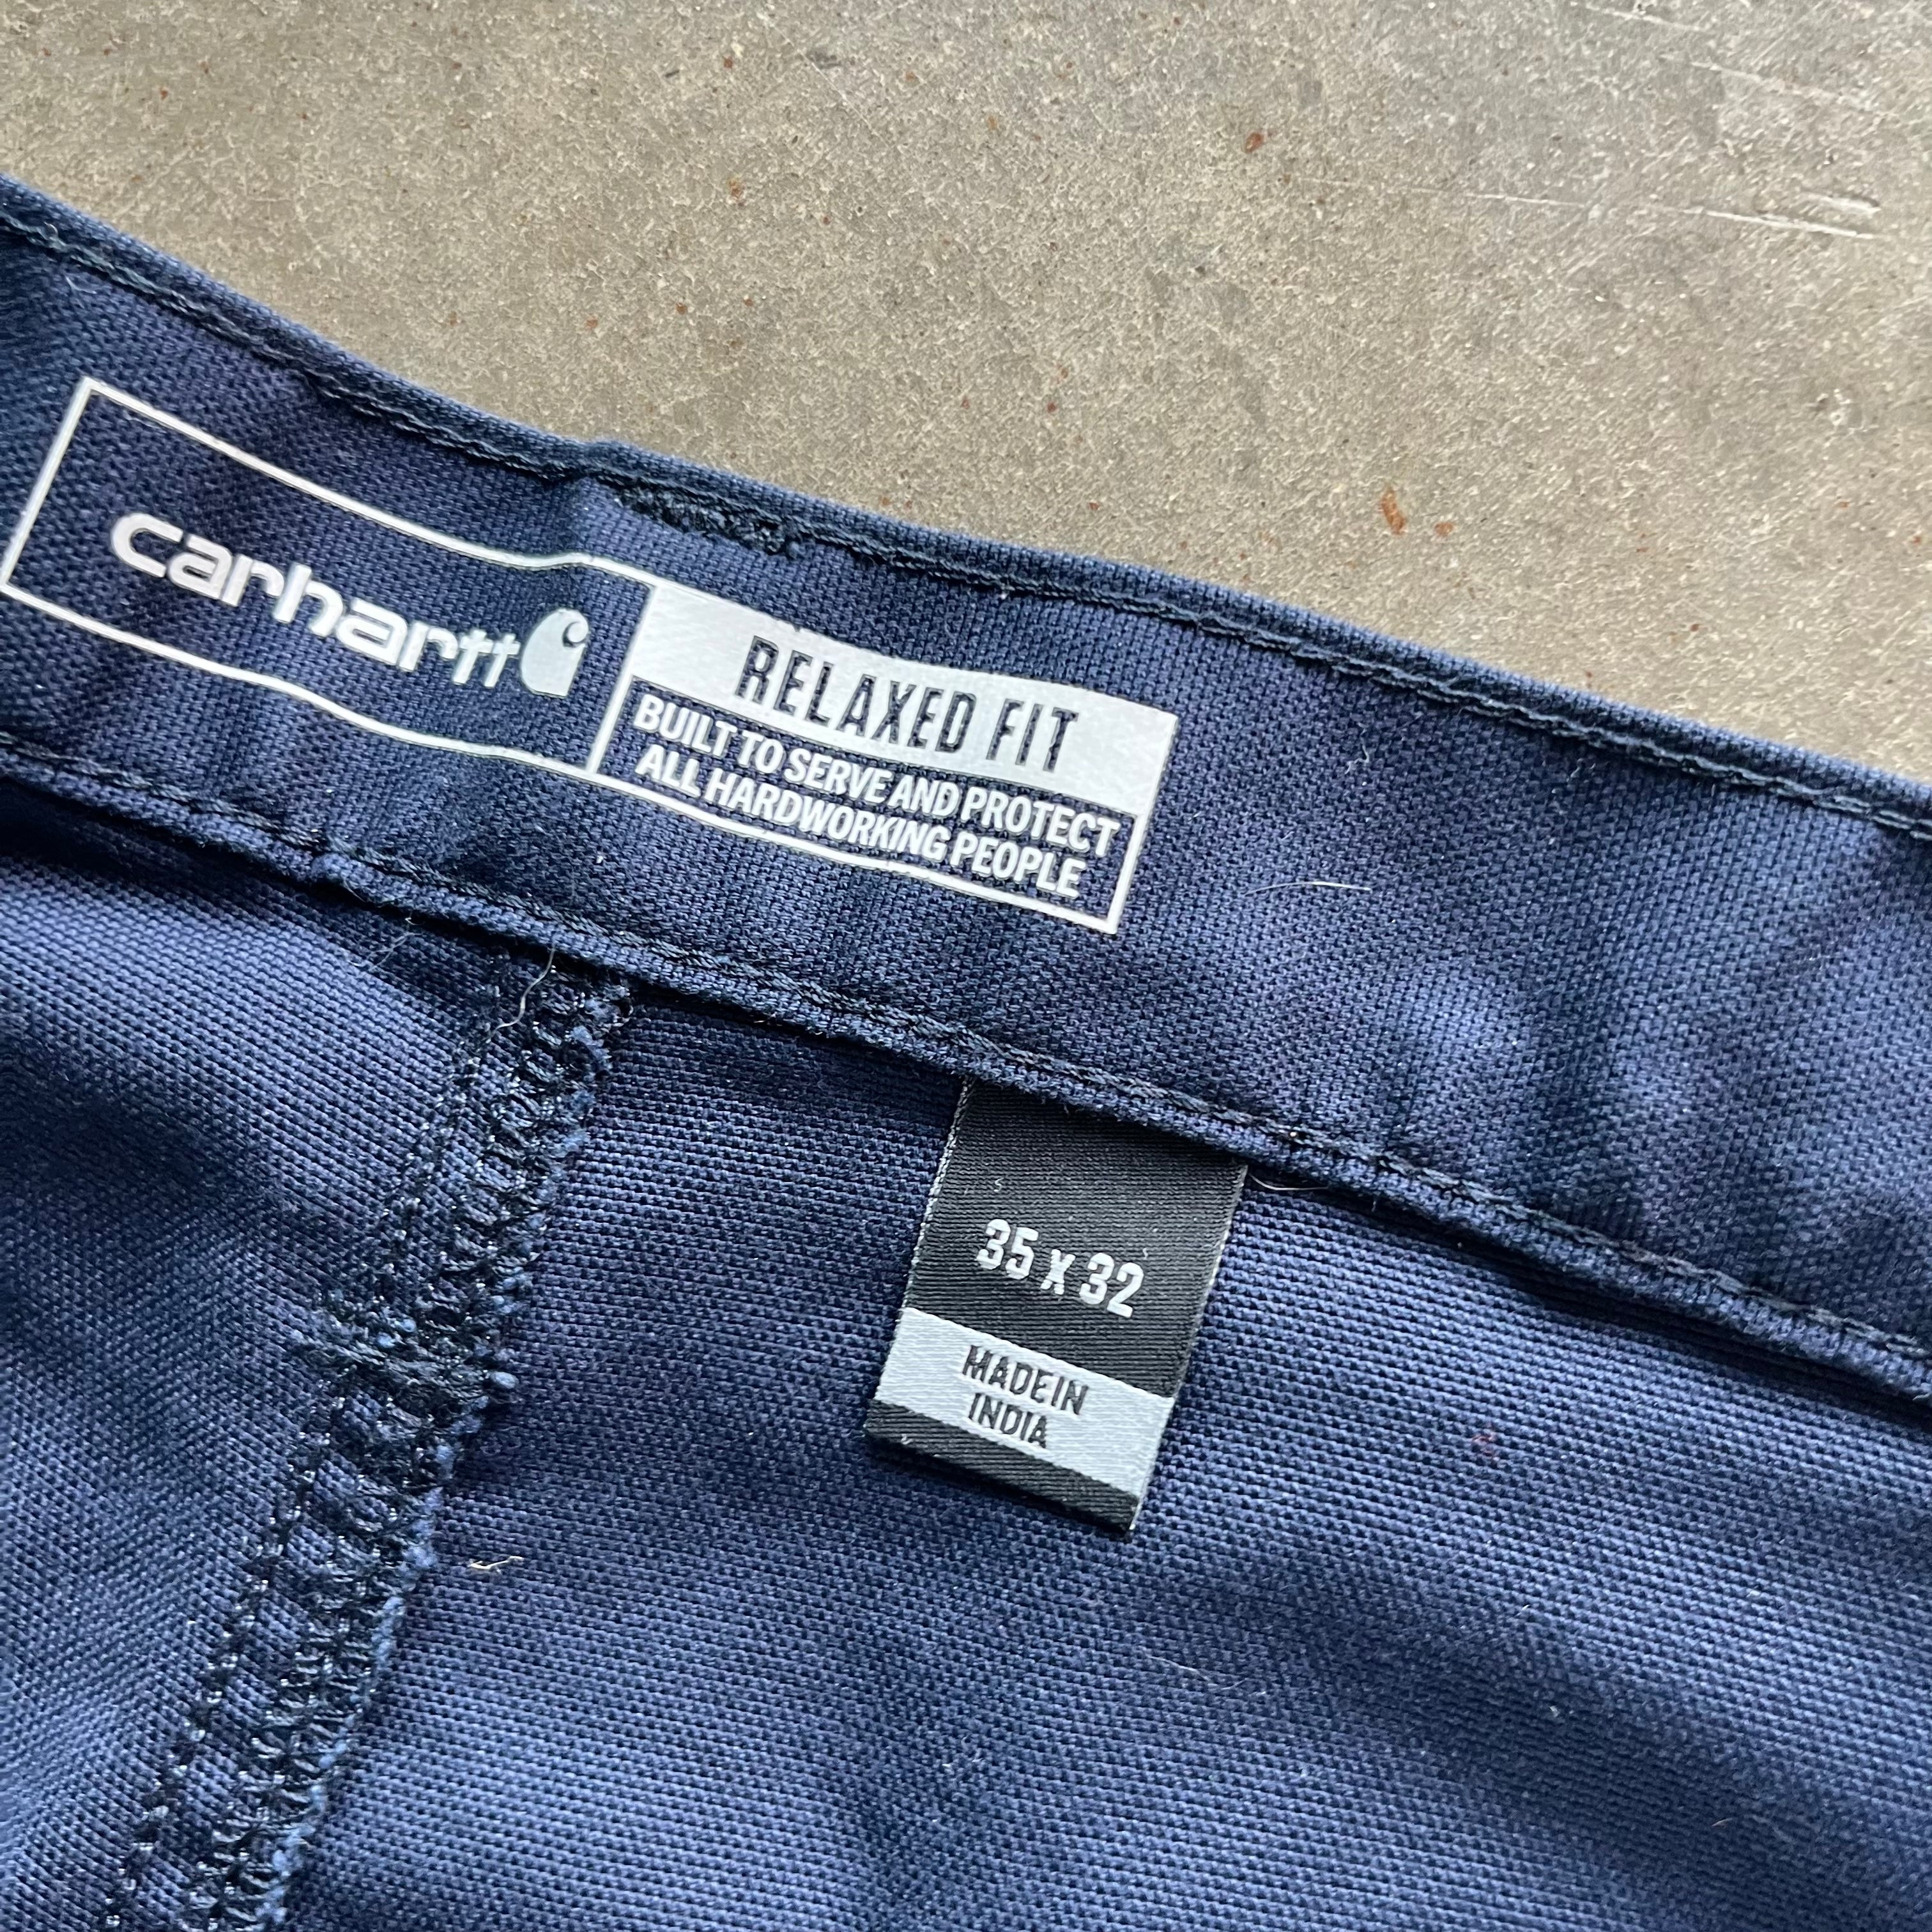 carhartt
RELAXED FIT
BUILT TO SERVE AND PROTECT
ALL HARDWORKING PEOPLE
35 x 32
MADE IN
INDIA